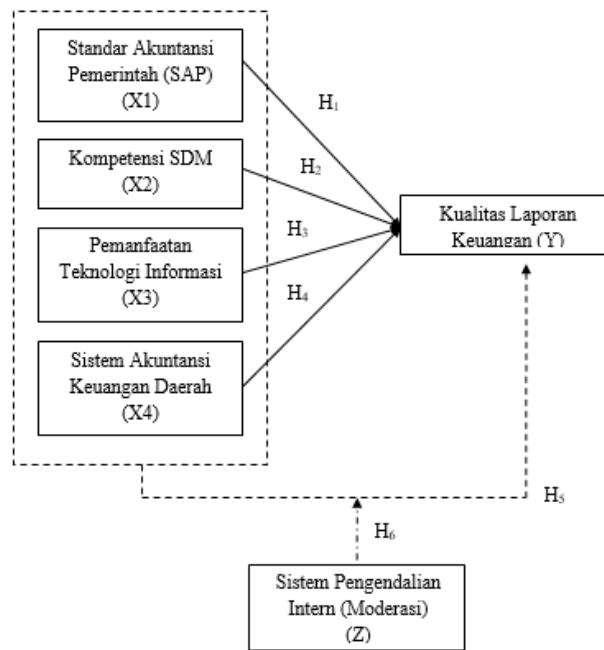 Standar Akuntansi
Pemerintah (SAP)
(X1)
H₁
Kompetensi SDM
(X2)
H₂
Pemanfaatan
Teknologi Informasi
(X3)
H₃
Sistem Akuntansi
Keuangan Daerah
(X4)
H₄
Kualitas Laporan
Keuangan (Y)
H₅
H₆
Sistem Pengendalian
Intern (Moderasi)
(Z)